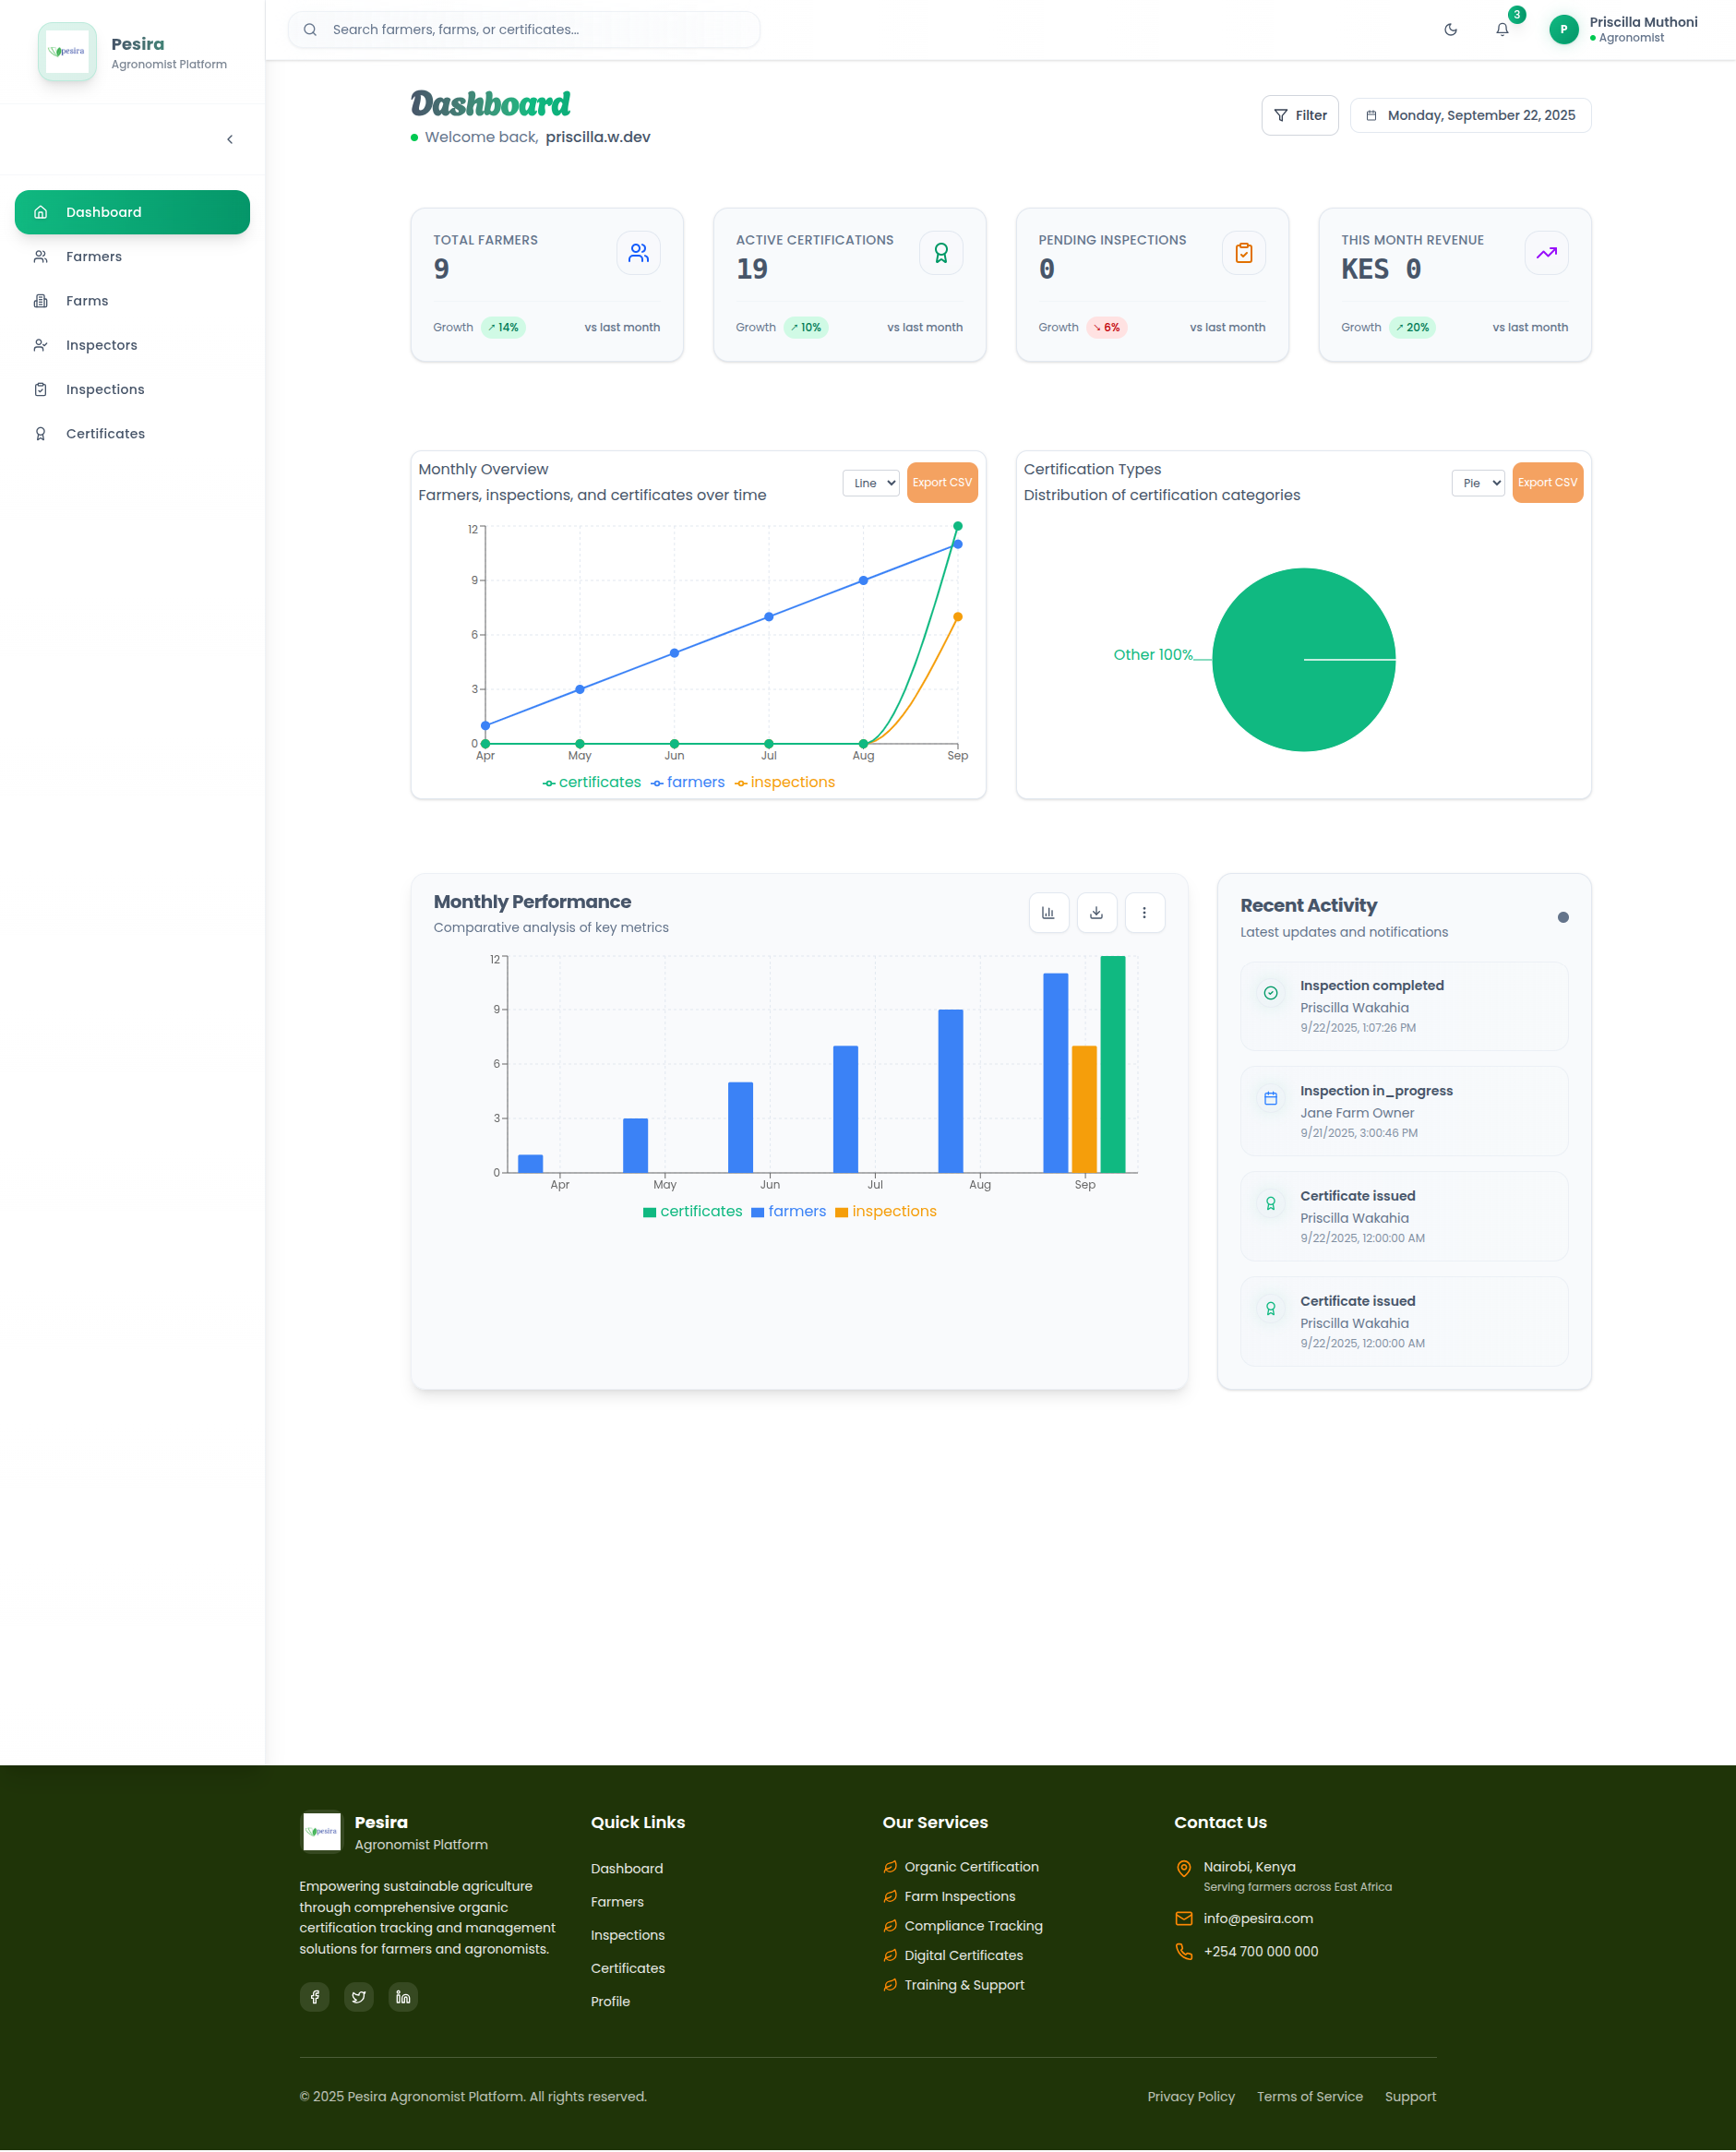 pesira
Pesira
Agronomist Platform
Search farmers, farms, or certificates...
3
P
Priscilla Muthoni
Agronomist
Dashboard
Farmers
Farms
Inspectors
Inspections
Certificates
Dashboard
Welcome back, priscilla.w.dev
Filter
Monday, September 22, 2025
TOTAL FARMERS
9
Growth ↗ 14% vs last month
ACTIVE CERTIFICATIONS
19
Growth ↗ 10% vs last month
PENDING INSPECTIONS
0
Growth ↘ 6% vs last month
THIS MONTH REVENUE
KES 0
Growth ↗ 20% vs last month
Monthly Overview
Farmers, inspections, and certificates over time
Line
Export CSV
12
9
6
3
0
Apr May Jun Jul Aug Sep
certificates farmers inspections
Certification Types
Distribution of certification categories
Pie
Export CSV
Other 100%
Monthly Performance
Comparative analysis of key metrics
12
9
6
3
0
Apr May Jun Jul Aug Sep
certificates farmers inspections
Recent Activity
Latest updates and notifications
Inspection completed
Priscilla Wakahia
9/22/2025, 1:07:26 PM
Inspection in_progress
Jane Farm Owner
9/21/2025, 3:00:46 PM
Certificate issued
Priscilla Wakahia
9/22/2025, 12:00:00 AM
Certificate issued
Priscilla Wakahia
9/22/2025, 12:00:00 AM
pesira
Pesira
Agronomist Platform
Empowering sustainable agriculture
through comprehensive organic
certification tracking and management
solutions for farmers and agronomists.
Quick Links
Dashboard
Farmers
Inspections
Certificates
Profile
Our Services
Organic Certification
Farm Inspections
Compliance Tracking
Digital Certificates
Training & Support
Contact Us
Nairobi, Kenya
Serving farmers across East Africa
info@pesira.com
+254 700 000 000
© 2025 Pesira Agronomist Platform. All rights reserved.
Privacy Policy Terms of Service Support